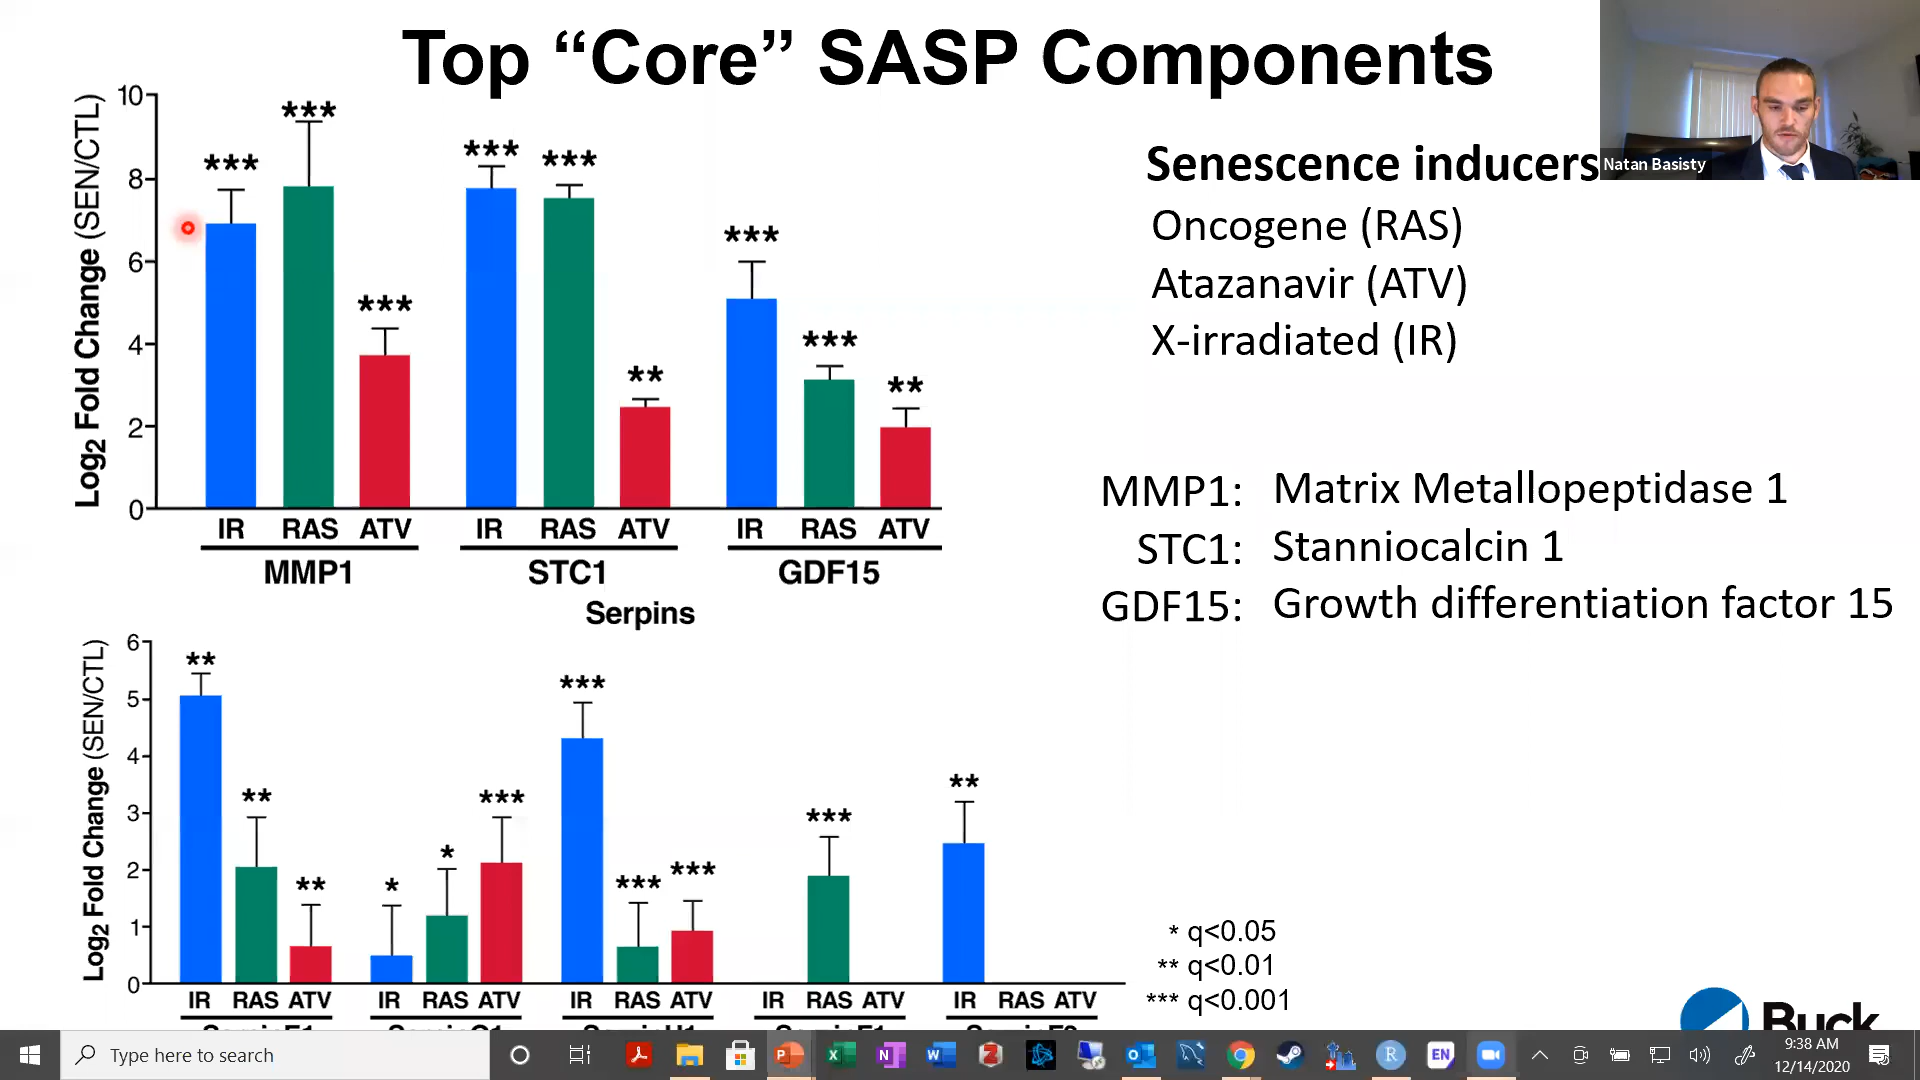 Top “Core” SASP Components
Natan Basisty
Log2 Fold Change (SEN/CTL)
10
8
6
4
2
0
*** *** ***
*** *** **
*** *** **
IR RAS ATV IR RAS ATV IR RAS ATV
MMP1 STC1 GDF15
Senescence inducers
Oncogene (RAS)
Atazanavir (ATV)
X-irradiated (IR)
MMP1: Matrix Metallopeptidase 1
STC1: Stanniocalcin 1
GDF15: Growth differentiation factor 15
Serpins
Log2 Fold Change (SEN/CTL)
6
5
4
3
2
1
0
** ** **
* * ***
*** *** ***
***
**
IR RAS ATV IR RAS ATV IR RAS ATV IR RAS ATV IR RAS ATV
* q<0.05
** q<0.01
*** q<0.001
Buck
Type here to search
EN
9:38 AM
12/14/2020